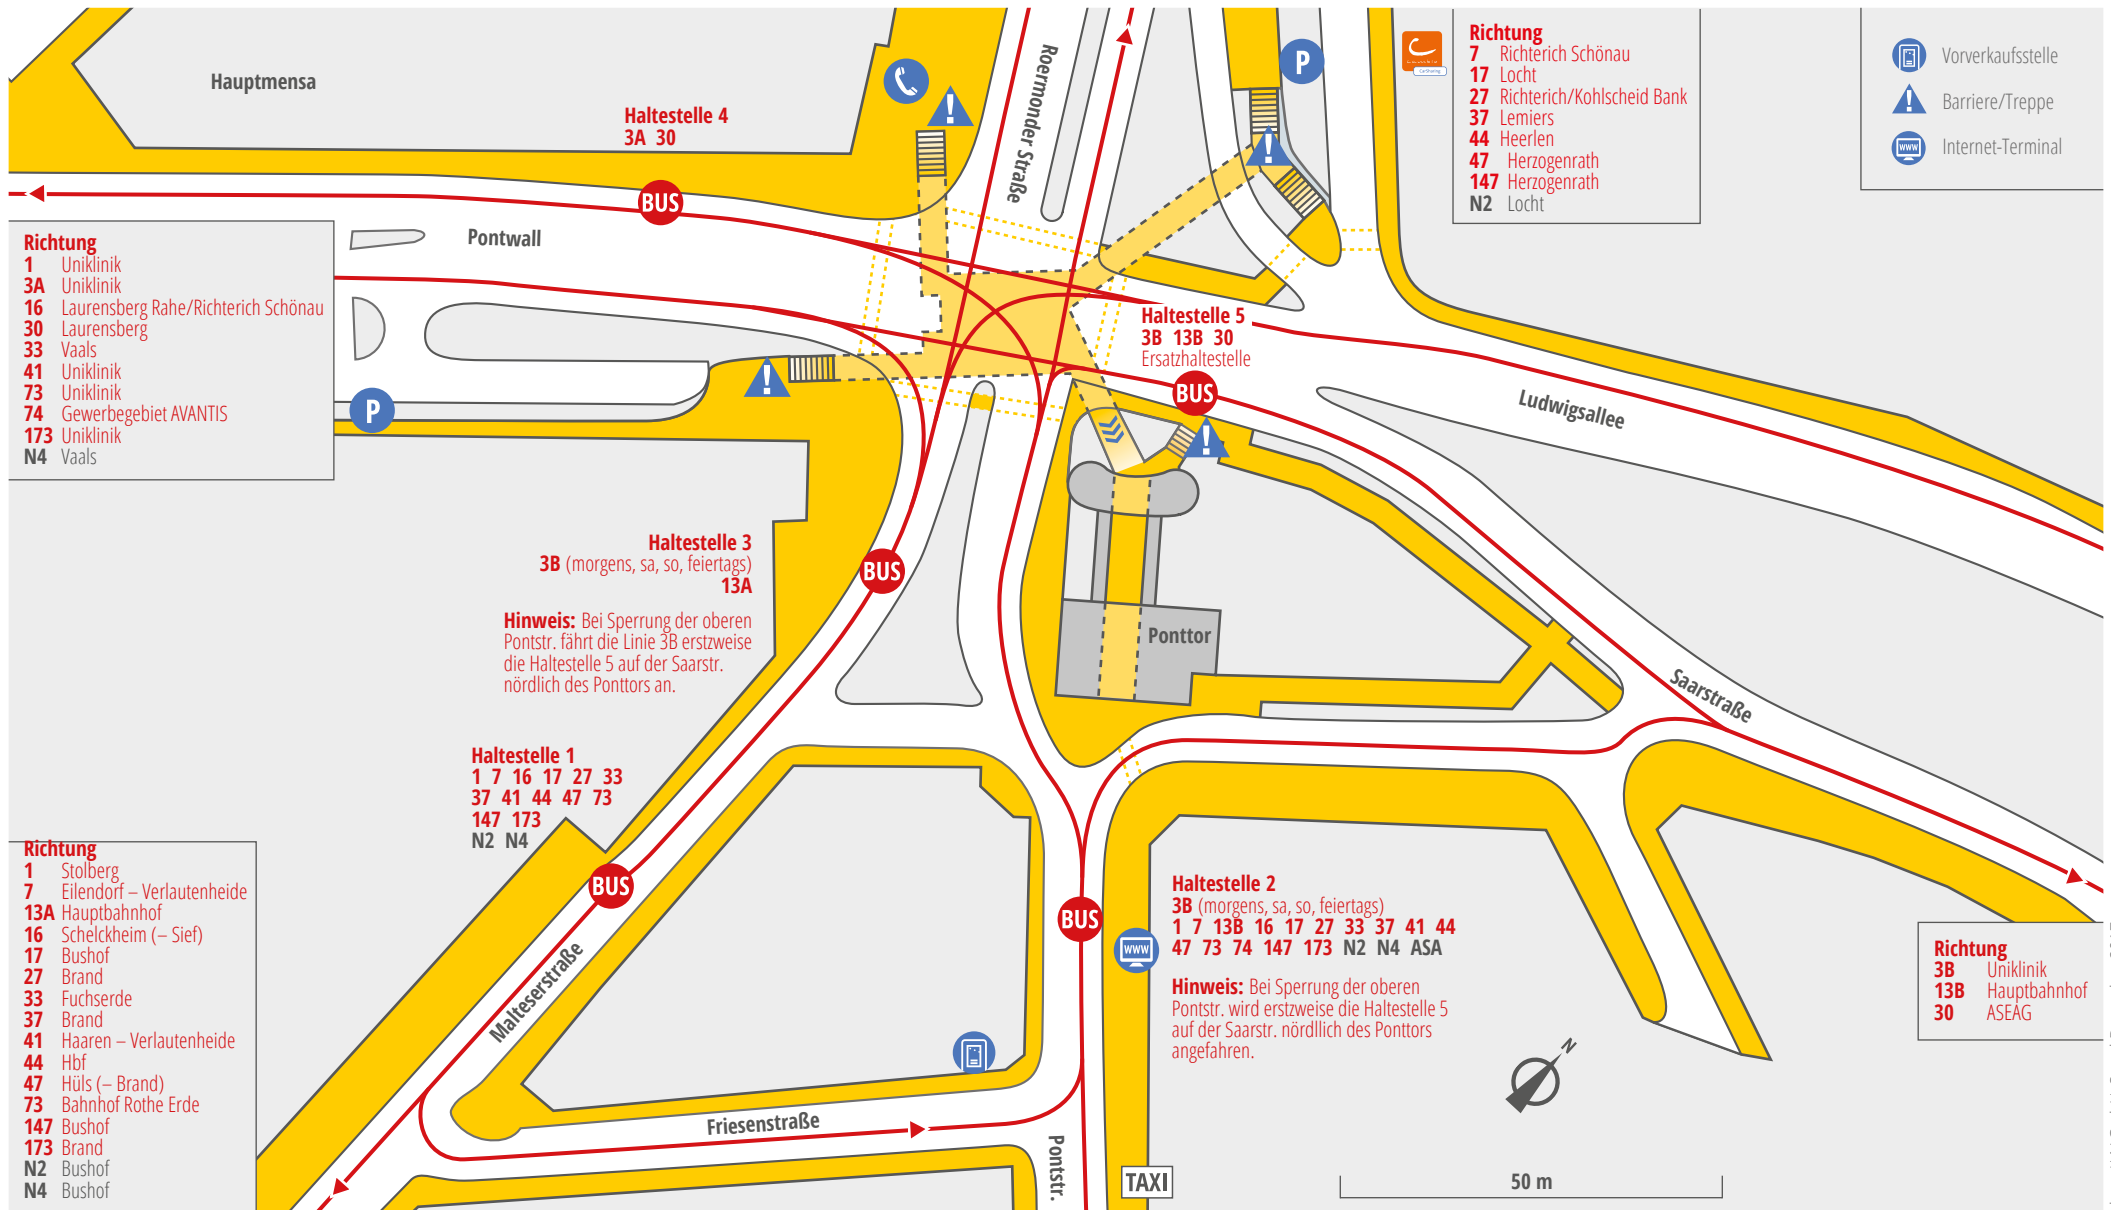 Hauptmensa
Haltestelle 4
3A 30
BUS
Roermonder Straße
P
Richtung
7 Richterich Schönau
17 Locht
27 Richterich/Kohlscheid Bank
37 Lemiers
44 Heerlen
47 Herzogenrath
147 Herzogenrath
N2 Locht
Vorverkaufsstelle
Barriere/Treppe
www Internet-Terminal
Pontwall
Richtung
1 Uniklinik
3A Uniklinik
16 Laurensberg Rahe/Richterich Schönau
30 Laurensberg
33 Vaals
41 Uniklinik
73 Uniklinik
74 Gewerbegebiet AVANTIS
173 Uniklinik
N4 Vaals
P
Haltestelle 5
3B 13B 30
Ersatzhaltestelle
BUS
Ludwigsallee
Haltestelle 3
3B (morgens, sa, so, feiertags)
13A
BUS
Hinweis: Bei Sperrung der oberen
Pontstr. fährt die Linie 3B erstzweise
die Haltestelle 5 auf der Saarstr.
nördlich des Ponttors an.
Ponttor
Saarstraße
Haltestelle 1
1 7 16 17 27 33
37 41 44 47 73
147 173
N2 N4
BUS
Richtung
1 Stolberg
7 Eilendorf – Verlautenheide
13A Hauptbahnhof
16 Schelckheim (– Sief)
17 Bushof
27 Brand
33 Fuchserde
37 Brand
41 Haaren – Verlautenheide
44 Hbf
47 Hüls (– Brand)
73 Bahnhof Rothe Erde
147 Bushof
173 Brand
N2 Bushof
N4 Bushof
Malteserstraße
Friesenstraße
Pontstr.
BUS
www
Haltestelle 2
3B (morgens, sa, so, feiertags)
1 7 13B 16 17 27 33 37 41 44
47 73 74 147 173 N2 N4 ASA
Hinweis: Bei Sperrung der oberen
Pontstr. wird erstzweise die Haltestelle 5
auf der Saarstr. nördllich des Ponttors
angefahren.
TAXI
N
50 m
Richtung
3B Uniklinik
13B Hauptbahnhof
30 ASEAG